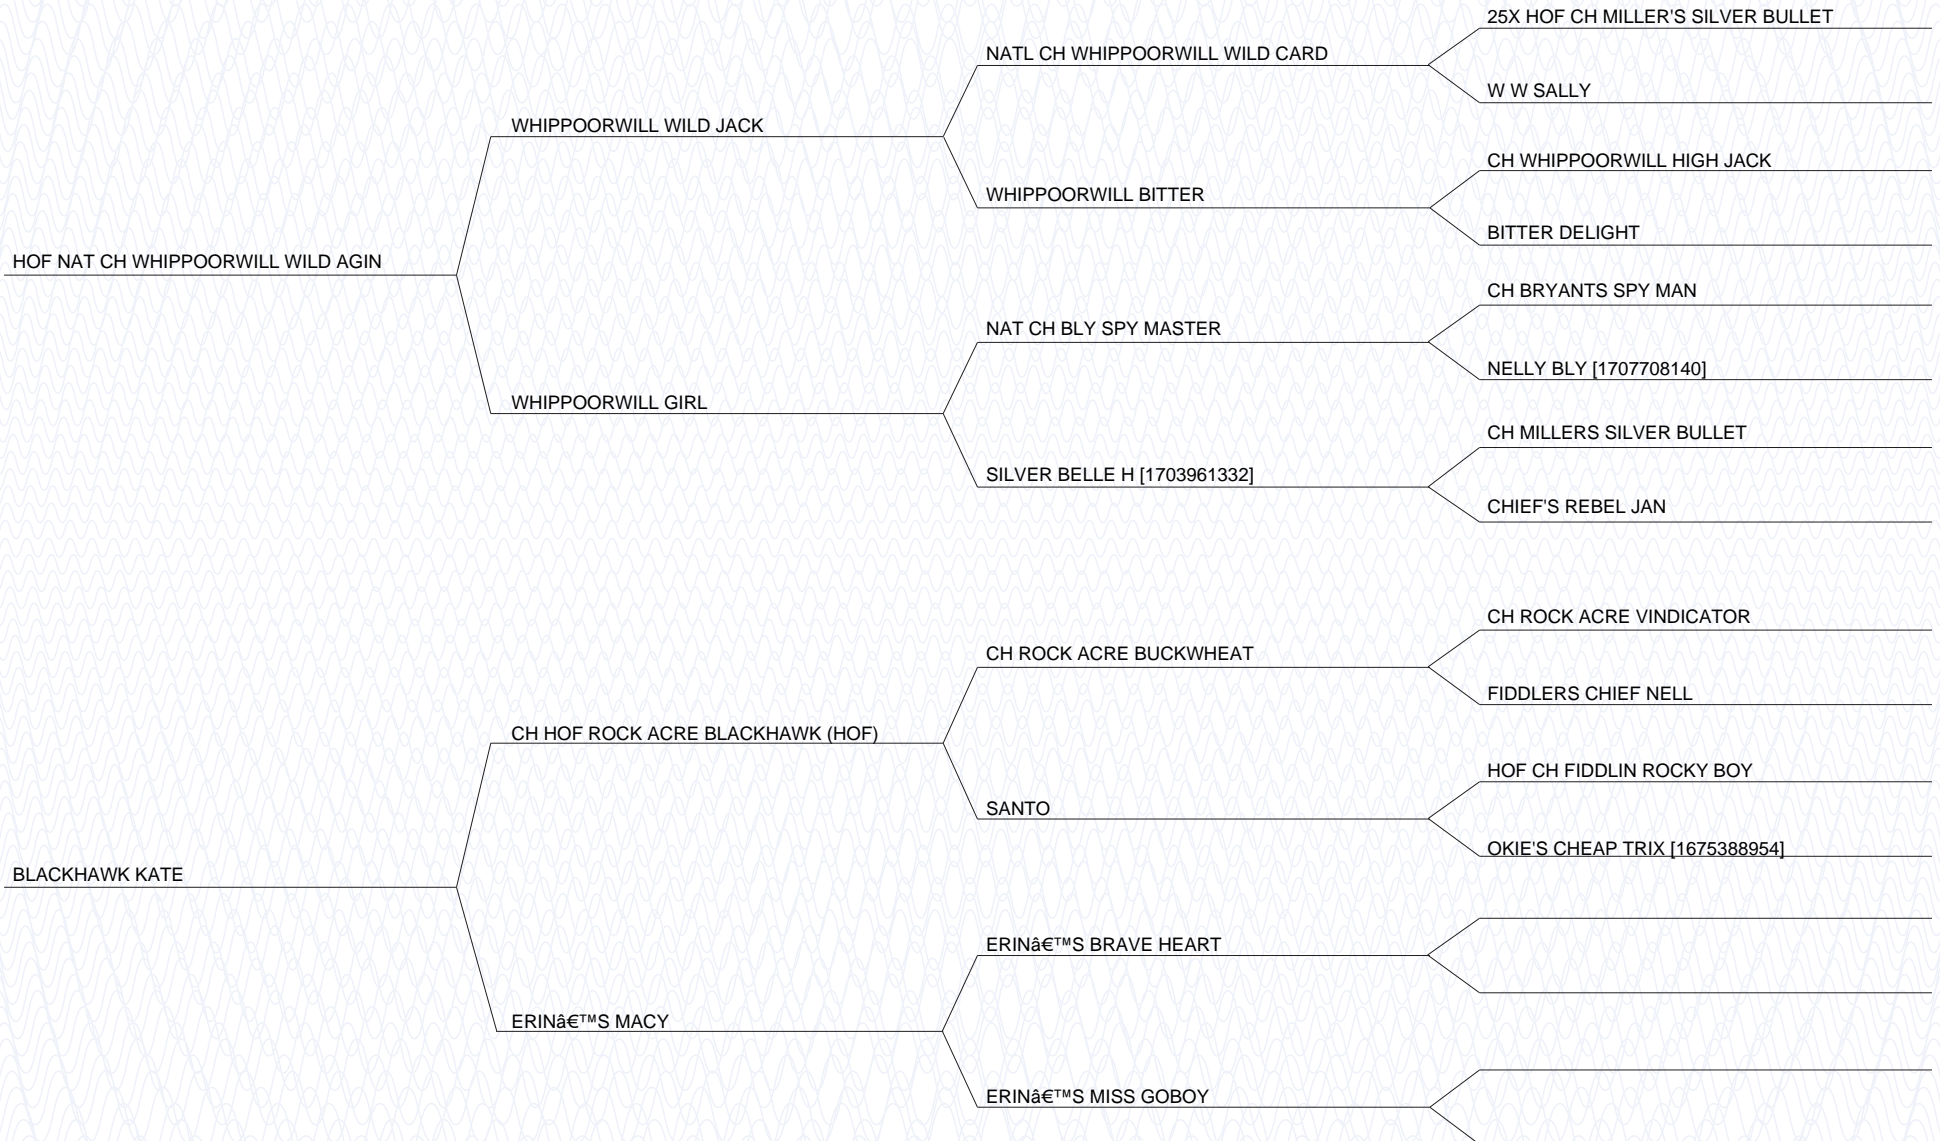 25X HOF CH MILLER'S SILVER BULLET
NATL CH WHIPPOORWILL WILD CARD
W W SALLY
WHIPPOORWILL WILD JACK
CH WHIPPOORWILL HIGH JACK
WHIPPOORWILL BITTER
BITTER DELIGHT
HOF NAT CH WHIPPOORWILL WILD AGIN
CH BRYANTS SPY MAN
NAT CH BLY SPY MASTER
NELLY BLY [1707708140]
WHIPPOORWILL GIRL
CH MILLERS SILVER BULLET
SILVER BELLE H [1703961332]
CHIEF'S REBEL JAN
CH ROCK ACRE VINDICATOR
CH ROCK ACRE BUCKWHEAT
FIDDLERS CHIEF NELL
CH HOF ROCK ACRE BLACKHAWK (HOF)
HOF CH FIDDLIN ROCKY BOY
SANTO
OKIE'S CHEAP TRIX [1675388954]
BLACKHAWK KATE
ERINâ€™S BRAVE HEART
ERINâ€™S MACY
ERINâ€™S MISS GOBOY